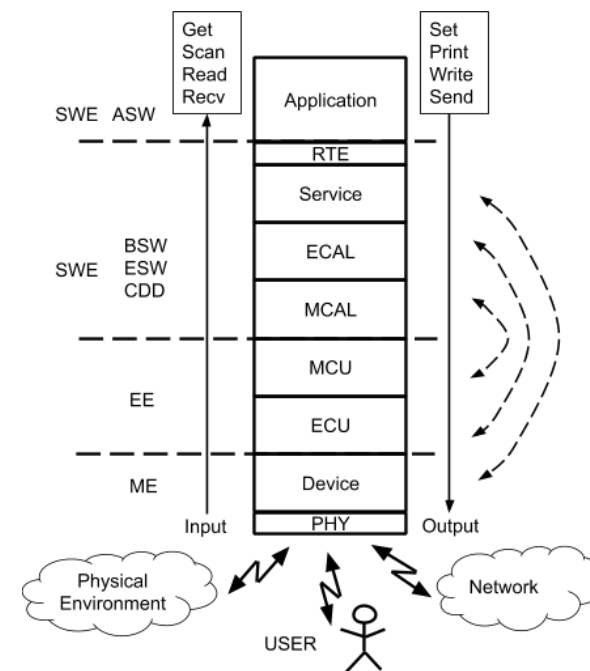 Get
Scan
Read
Recv
Set
Print
Write
Send
SWE ASW
Application
RTE
Service
SWE
BSW
ESW
CDD
ECAL
MCAL
EE
MCU
ECU
ME
Device
Input
PHY
Output
Physical
Environment
Network
USER